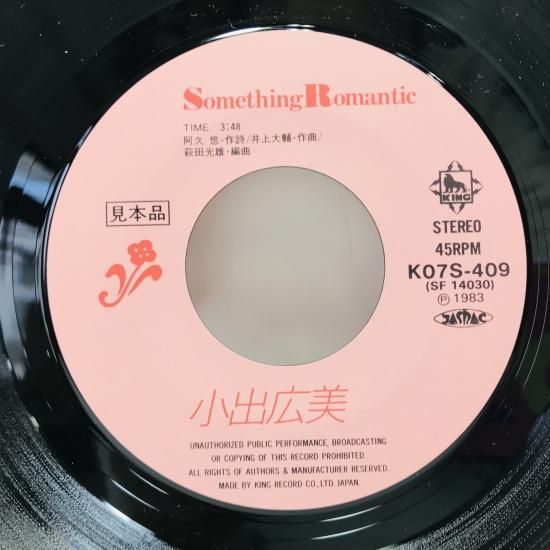 Something Romantic
TIME 3:48
阿久 悠・作詩/井上大輔・作曲/
萩田光雄・編曲
見本品
KING
STEREO
45RPM
K07S-409
(SF 14030)
Ⓟ 1983
JASRAC
小出広美
UNAUTHORIZED PUBLIC PERFORMANCE, BROADCASTING
OR COPYING OF THIS RECORD PROHIBITED.
ALL RIGHTS OF AUTHORS & MANUFACTURER RESERVED.
MADE BY KING RECORD CO., LTD. JAPAN.